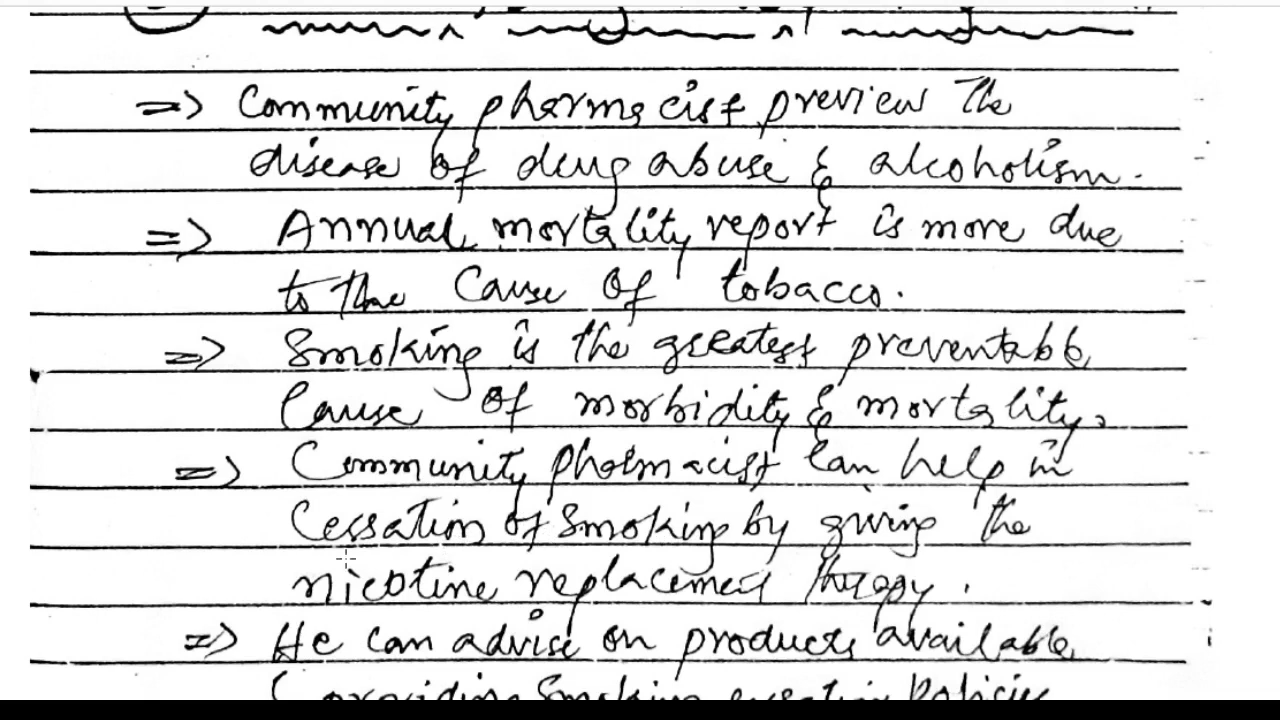 => Community pharmacist preview The
disease of drug abuse & alcoholism.
=> Annual mortality report is more due
to the Cause of tobacco.
=> Smoking is the greatest preventable
Cause of morbidity & mortality.
=> Community pharmacist Can help in
Cessation of Smoking by giving the
nicotine replacement therapy.
=> He can advise on products available
Smoking Policies